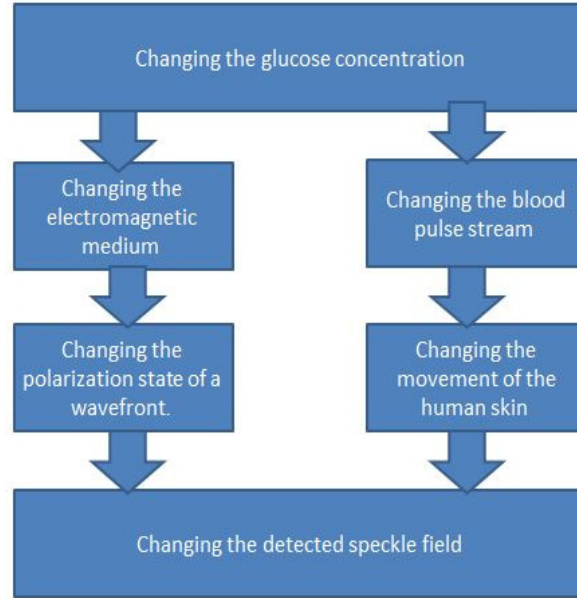 Changing the glucose concentration
Changing the
electromagnetic
medium
Changing the blood
pulse stream
Changing the
polarization state of a
wavefront.
Changing the
movement of the
human skin
Changing the detected speckle field